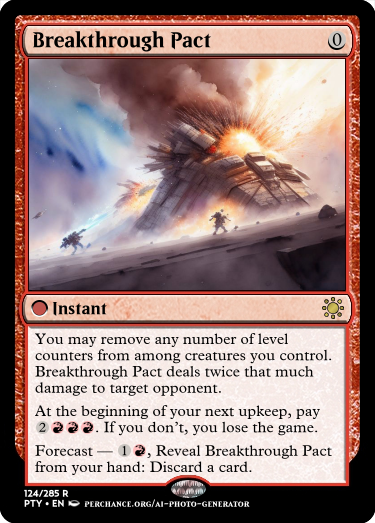 Breakthrough Pact 0
Instant
You may remove any number of level
counters from among creatures you control.
Breakthrough Pact deals twice that much
damage to target opponent.
At the beginning of your next upkeep, pay
2. If you don't, you lose the game.
Forecast — 1, Reveal Breakthrough Pact
from your hand: Discard a card.
124/285 R
PTY • EN PERCHANCE.ORG/AI-PHOTO-GENERATOR